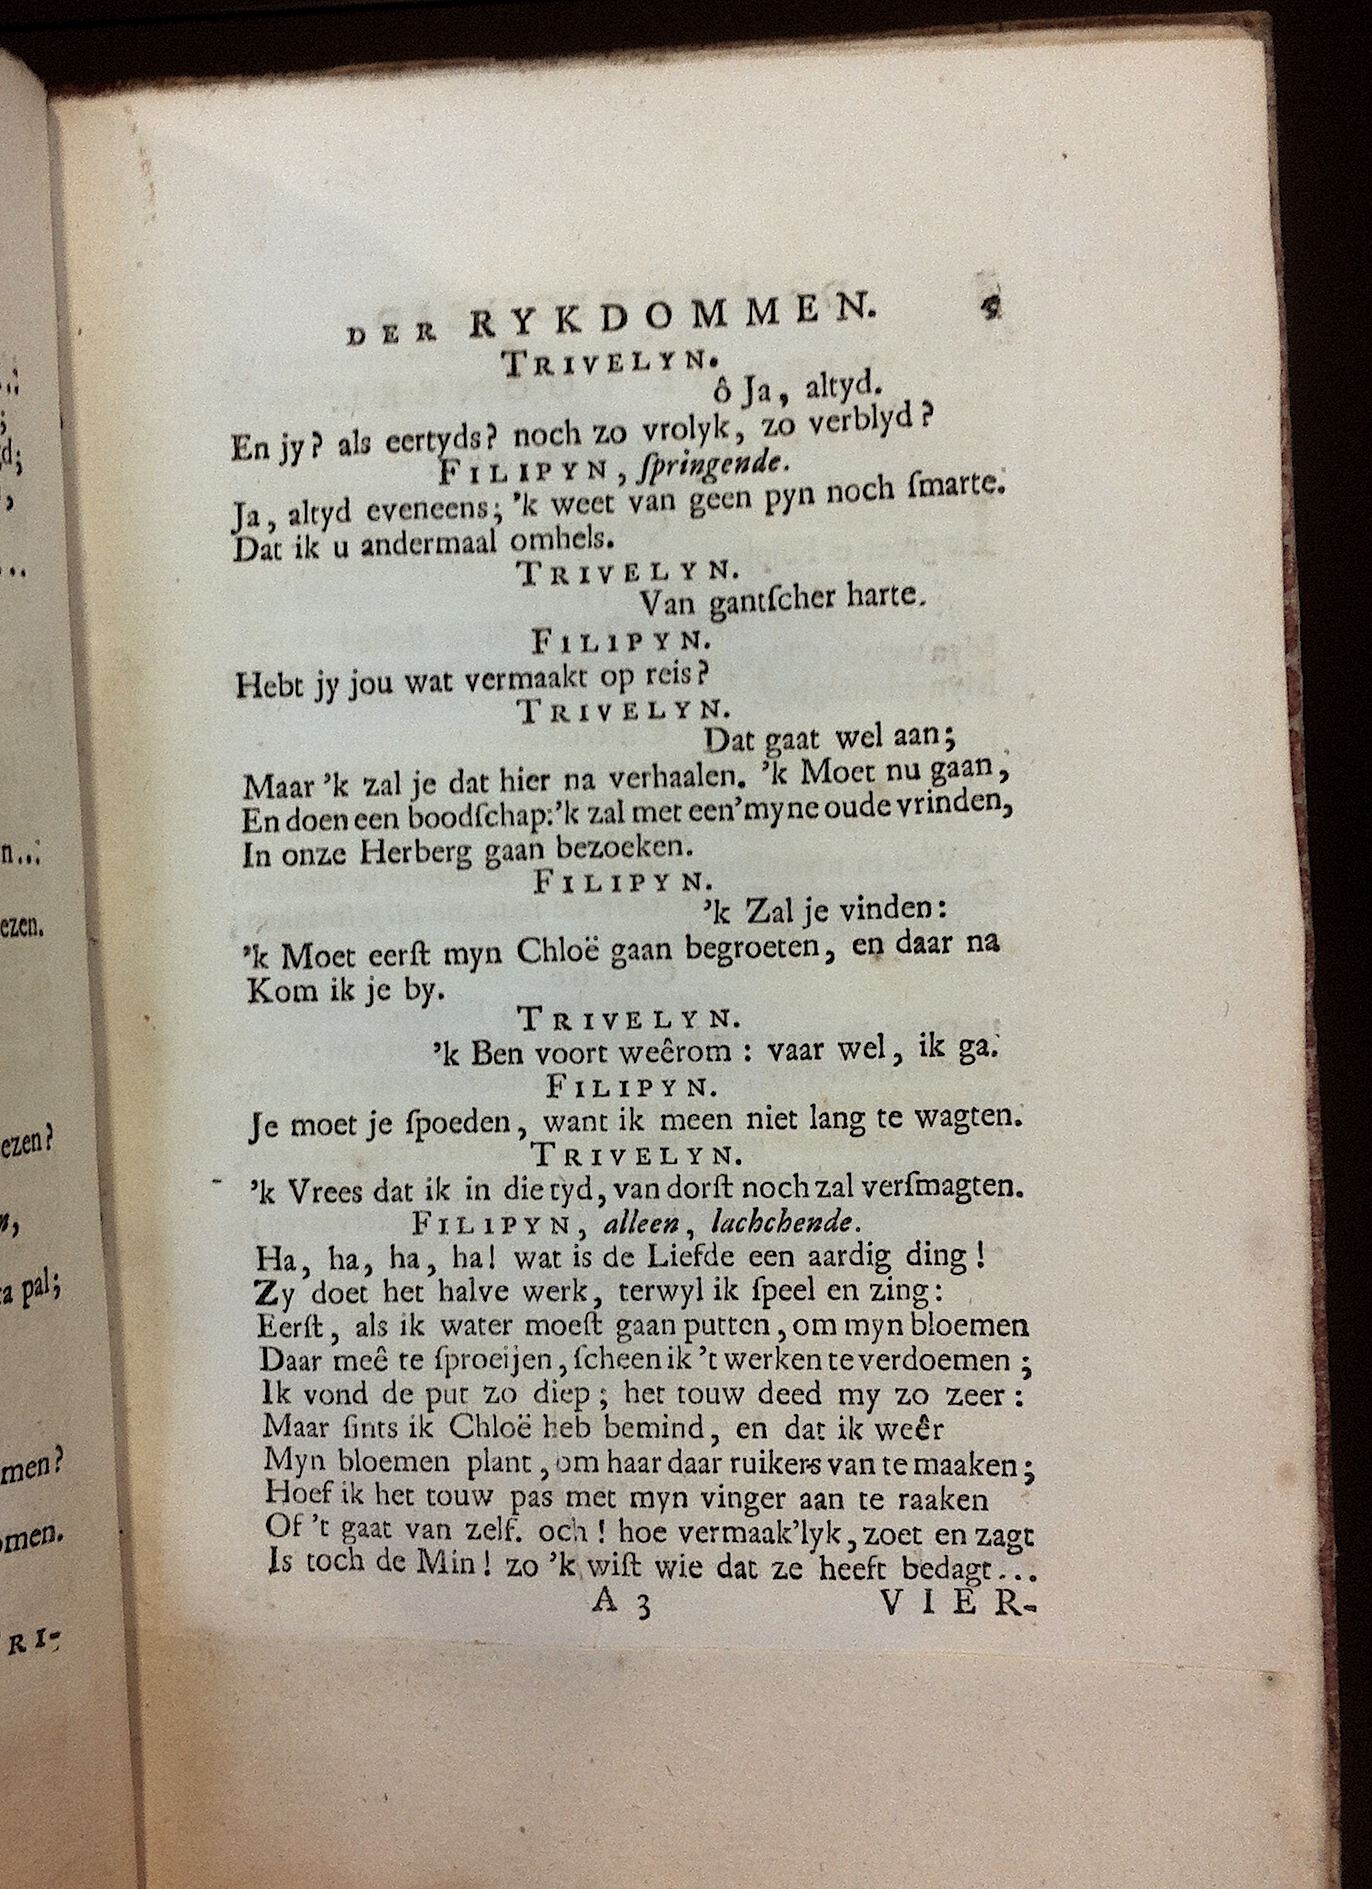 DER RYKDOMMEN. 5
TRIVELYN.
ô Ja, altyd.
En jy? als eertyds? noch zo vrolyk, zo verblyd?
FILIPYN, ſpringende.
Ja, altyd eveneens; 'k weet van geen pyn noch ſmarte.
Dat ik u andermaal omhels.
TRIVELYN.
Van gantſcher harte.
FILIPYN.
Hebt jy jou wat vermaakt op reis?
TRIVELYN.
Dat gaat wel aan;
Maar 'k zal je dat hier na verhaalen. 'k Moet nu gaan,
En doen een boodſchap: 'k zal met een' myne oude vrinden,
In onze Herberg gaan bezoeken.
FILIPYN.
'k Zal je vinden:
'k Moet eerſt myn Chloë gaan begroeten, en daar na
Kom ik je by.
TRIVELYN.
'k Ben voort weêrom: vaar wel, ik ga.
FILIPYN.
Je moet je ſpoeden, want ik meen niet lang te wagten.
TRIVELYN.
'k Vrees dat ik in die tyd, van dorſt noch zal verſmagten.
FILIPYN, alleen, lachchende.
Ha, ha, ha, ha! wat is de Liefde een aardig ding!
Zy doet het halve werk, terwyl ik ſpeel en zing:
Eerſt, als ik water moeſt gaan putten, om myn bloemen
Daar meê te ſproeijen, ſcheen ik 't werken te verdoemen;
Ik vond de put zo diep; het touw deed my zo zeer:
Maar ſints ik Chloë heb bemind, en dat ik weêr
Myn bloemen plant, om haar daar ruikers van te maaken;
Hoef ik het touw pas met myn vinger aan te raaken
Of 't gaat van zelf. och! hoe vermaak'lyk, zoet en zagt
Is toch de Min! zo 'k wiſt wie dat ze heeft bedagt...
A 3 VIER-